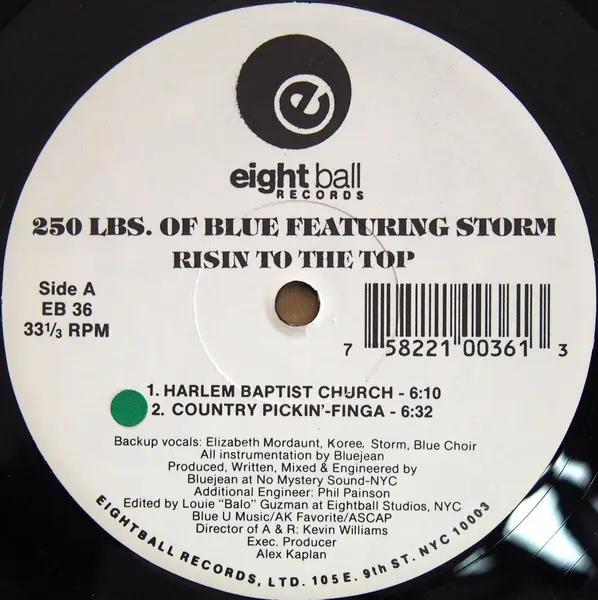 e
eight ball
RECORDS
250 LBS. OF BLUE FEATURING STORM
RISIN TO THE TOP
Side A
EB 36
33 1/3 RPM
7 58221 00361 3
1. HARLEM BAPTIST CHURCH - 6:10
2. COUNTRY PICKIN'-FINGA - 6:32
Backup vocals: Elizabeth Mordaunt, Koree, Storm, Blue Choir
All instrumentation by Bluejean
Produced, Written, Mixed & Engineered by
Bluejean at No Mystery Sound-NYC
Additional Engineer: Phil Painson
Edited by Louie "Balo" Guzman at Eightball Studios, NYC
Blue U Music/AK Favorite/ASCAP
Director of A & R: Kevin Williams
Exec. Producer
Alex Kaplan
EIGHTBALL RECORDS, LTD. 105 E. 9th ST. NYC 10003